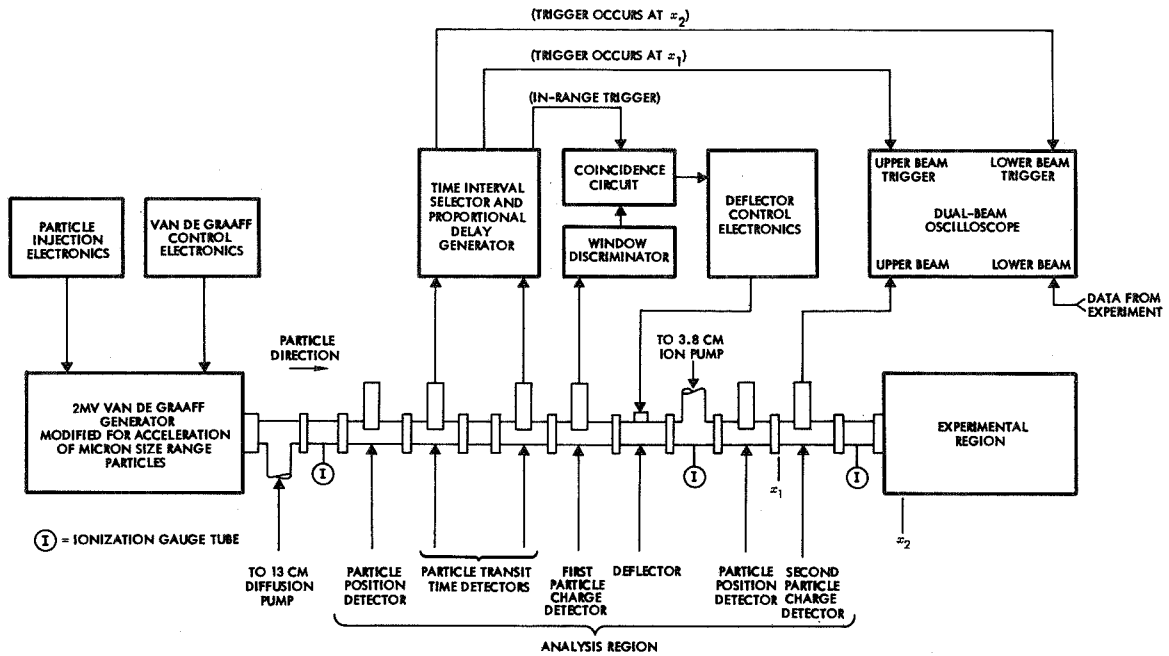 (TRIGGER OCCURS AT x2)
(TRIGGER OCCURS AT x1)
(IN-RANGE TRIGGER)
PARTICLE
INJECTION
ELECTRONICS
VAN DE GRAAFF
CONTROL
ELECTRONICS
TIME INTERVAL
SELECTOR AND
PROPORTIONAL
DELAY
GENERATOR
COINCIDENCE
CIRCUIT
WINDOW
DISCRIMINATOR
DEFLECTOR
CONTROL
ELECTRONICS
UPPER BEAM
TRIGGER
LOWER BEAM
TRIGGER
DUAL-BEAM
OSCILLOSCOPE
UPPER BEAM
LOWER BEAM
DATA FROM
EXPERIMENT
PARTICLE
DIRECTION
TO 3.8 CM
ION PUMP
2MV VAN DE GRAAFF
GENERATOR
MODIFIED FOR ACCELERATION
OF MICRON SIZE RANGE
PARTICLES
EXPERIMENTAL
REGION
I
I
I
x1
x2
I = IONIZATION GAUGE TUBE
TO 13 CM
DIFFUSION
PUMP
PARTICLE
POSITION
DETECTOR
PARTICLE TRANSIT
TIME DETECTORS
FIRST
PARTICLE
CHARGE
DETECTOR
DEFLECTOR
PARTICLE
POSITION
DETECTOR
SECOND
PARTICLE
CHARGE
DETECTOR
ANALYSIS REGION